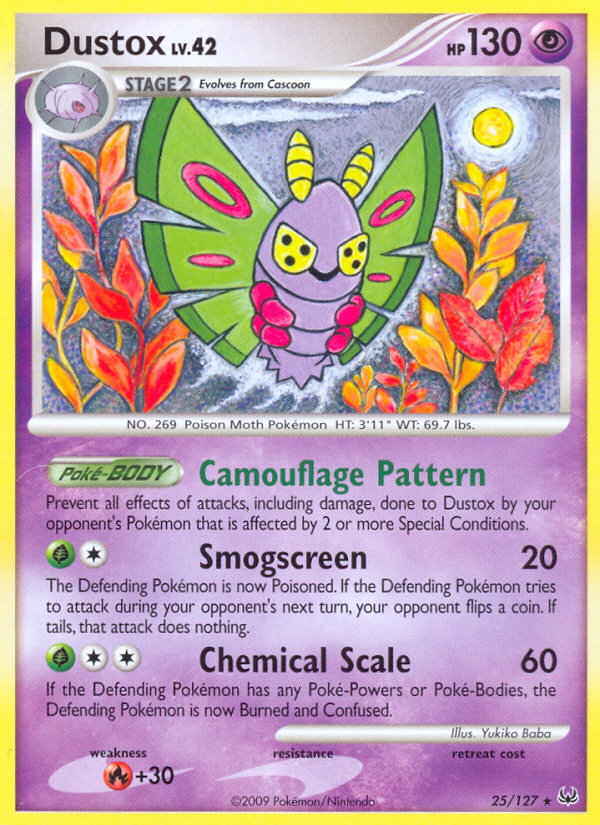 Dustox LV.42 HP 130
STAGE2 Evolves from Cascoon
NO. 269 Poison Moth Pokémon HT: 3'11" WT: 69.7 lbs.
Poké-BODY Camouflage Pattern
Prevent all effects of attacks, including damage, done to Dustox by your
opponent's Pokémon that is affected by 2 or more Special Conditions.
Smogscreen 20
The Defending Pokémon is now Poisoned. If the Defending Pokémon tries
to attack during your opponent's next turn, your opponent flips a coin. If
tails, that attack does nothing.
Chemical Scale 60
If the Defending Pokémon has any Poké-Powers or Poké-Bodies, the
Defending Pokémon is now Burned and Confused.
Illus. Yukiko Baba
weakness resistance retreat cost
+30
©2009 Pokémon/Nintendo 25/127